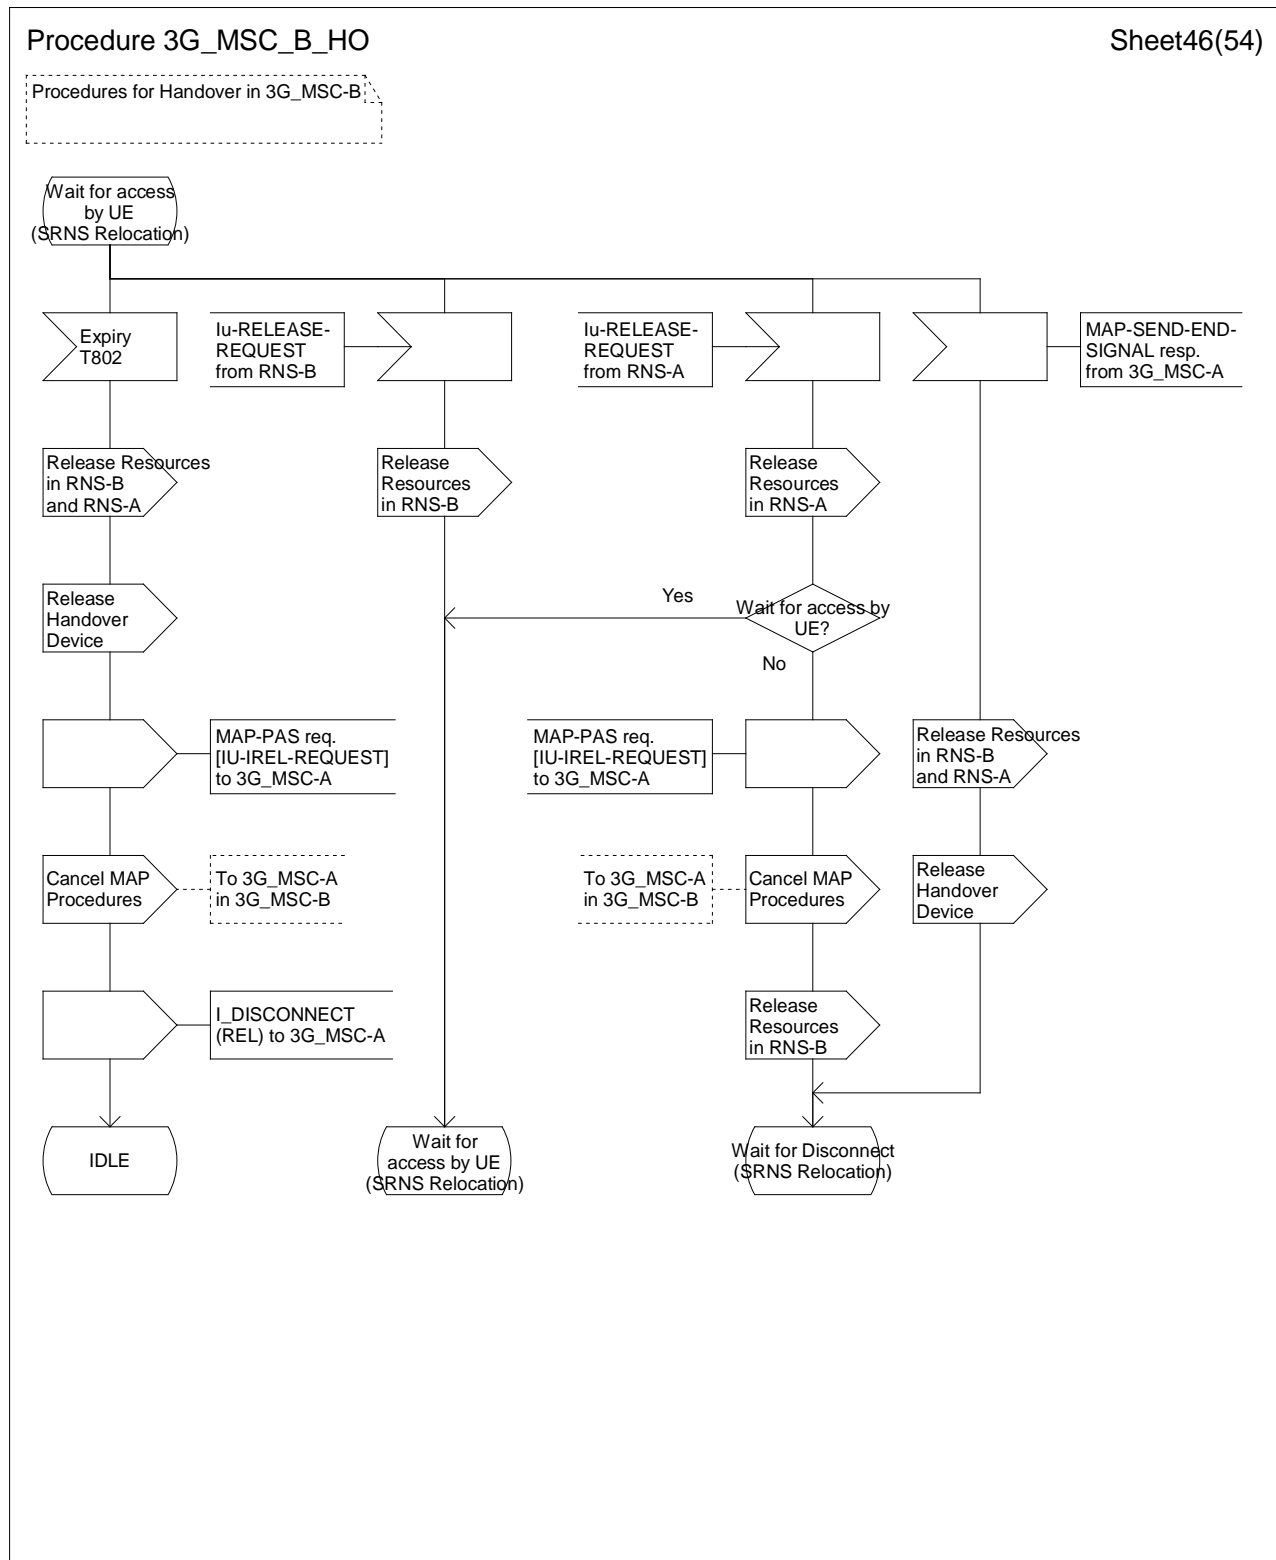 Procedure 3G_MSC_B_HO
Sheet46(54)
Procedures for Handover in 3G_MSC-B
Wait for access
by UE
(SRNS Relocation)
Expiry
T802
Iu-RELEASE-
REQUEST
from RNS-B
Iu-RELEASE-
REQUEST
from RNS-A
MAP-SEND-END-
SIGNAL resp.
from 3G_MSC-A
Release Resources
in RNS-B
and RNS-A
Release
Resources
in RNS-B
Release
Resources
in RNS-A
Release
Handover
Device
Yes
Wait for access by
UE?
No
MAP-PAS req.
[IU-IREL-REQUEST]
to 3G_MSC-A
MAP-PAS req.
[IU-IREL-REQUEST]
to 3G_MSC-A
Release Resources
in RNS-B
and RNS-A
Cancel MAP
Procedures
To 3G_MSC-A
in 3G_MSC-B
To 3G_MSC-A
in 3G_MSC-B
Cancel MAP
Procedures
Release
Handover
Device
I_DISCONNECT
(REL) to 3G_MSC-A
Release
Resources
in RNS-B
IDLE
Wait for
access by UE
(SRNS Relocation)
Wait for Disconnect
(SRNS Relocation)